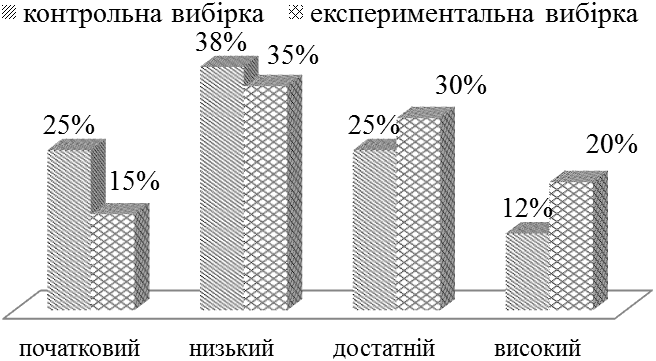 контрольна вибірка експериментальна вибірка
38% 35%
25% 15% 25% 30% 12% 20%
початковий низький достатній високий